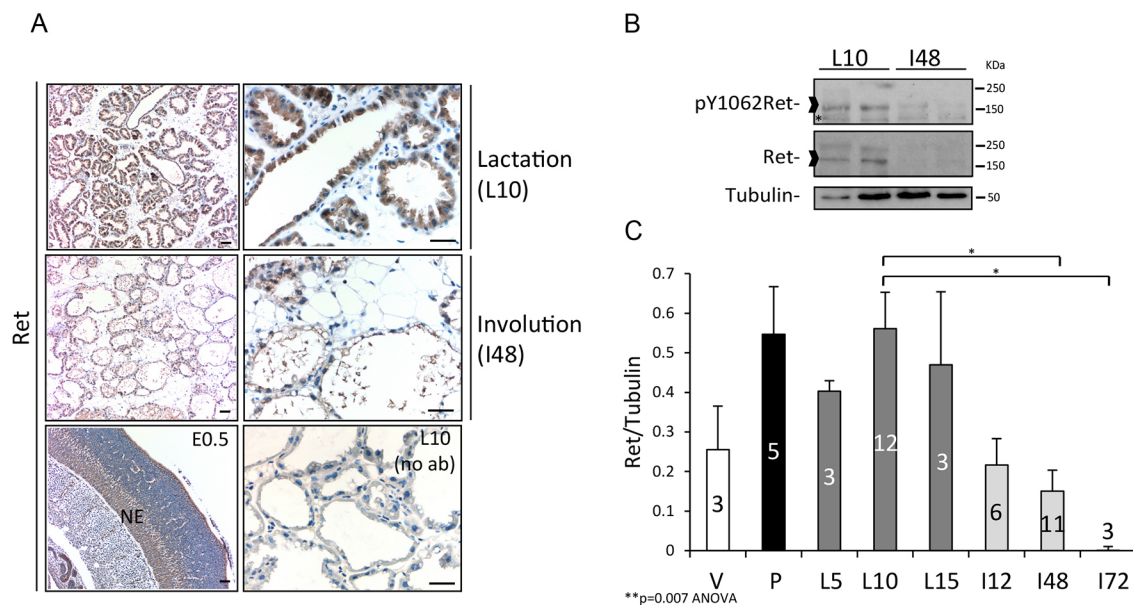 A
Ret
Lactation
(L10)
Involution
(I48)
E0.5
NE
L10
(no ab)
B
L10 I48
KDa
pY1062Ret-
*
250
150
Ret-
250
150
Tubulin-
50
C
*
*
Ret/Tubulin
0.7
0.6
0.5
0.4
0.3
0.2
0.1
0
3 5 3 12 3 6 11 3
V P L5 L10 L15 I12 I48 I72
**p=0.007 ANOVA